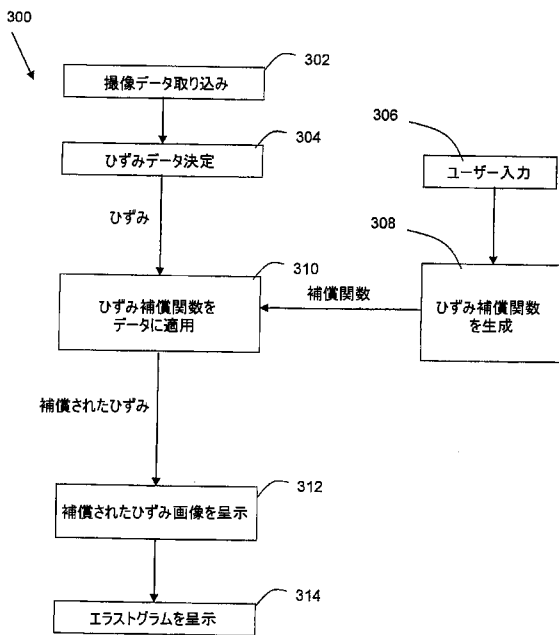 300
302
撮像データ取り込み
304
ひずみデータ決定
306
ユーザー入力
ひずみ
308
310
補償関数
ひずみ補償関数を
データに適用
ひずみ補償関数
を生成
補償されたひずみ
312
補償されたひずみ画像を呈示
314
エラストグラムを呈示